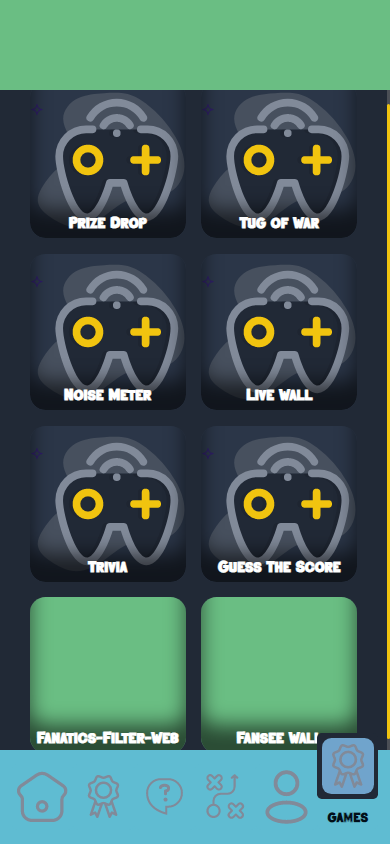 Prize Drop
Tug of War
Noise Meter
Live Wall
Trivia
Guess The Score
Fanatics-Filter-Web
Fansee Wall
GAMES